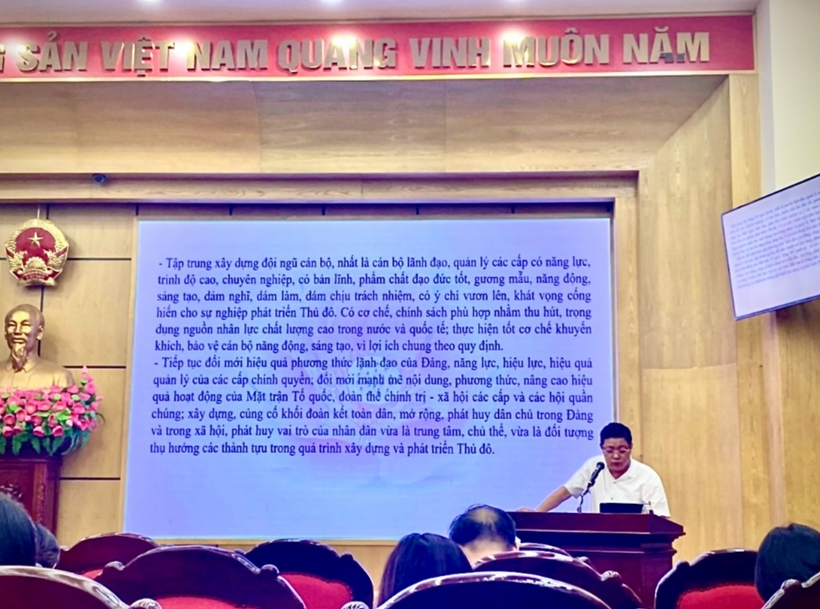 SẢN VIỆT NAM QUANG VINH MUÔN NĂM
- Tập trung xây dựng đội ngũ cán bộ, nhất là cán bộ lãnh đạo, quản lý các cấp có năng lực,
trình độ cao, chuyên nghiệp, có bản lĩnh, phẩm chất đạo đức tốt, gương mẫu, năng động,
sáng tạo, dám nghĩ, dám làm, dám chịu trách nhiệm, có ý chí vươn lên, khát vọng cống
hiến cho sự nghiệp phát triển Thủ đô. Có cơ chế, chính sách phù hợp nhằm thu hút, trọng
dụng nguồn nhân lực chất lượng cao trong nước và quốc tế; thực hiện tốt cơ chế khuyến
khích, bảo vệ cán bộ năng động, sáng tạo, vì lợi ích chung theo quy định.
- Tiếp tục đổi mới hiệu quả phương thức lãnh đạo của Đảng, năng lực, hiệu lực, hiệu quả
quản lý của các cấp chính quyền; đổi mới mạnh mẽ nội dung, phương thức, nâng cao hiệu
quả hoạt động của Mặt trận Tổ quốc, đoàn thể chính trị - xã hội các cấp và các hội quần
chúng; xây dựng, củng cố khối đoàn kết toàn dân, mở rộng, phát huy dân chủ trong Đảng
và trong xã hội, phát huy vai trò của nhân dân vừa là trung tâm, chủ thể, vừa là đối tượng
thụ hưởng các thành tựu trong quá trình xây dựng và phát triển Thủ đô.